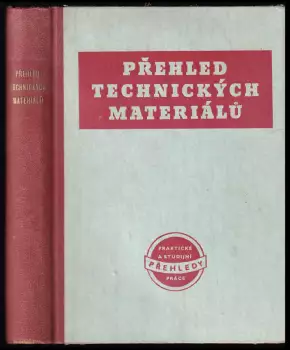 PŘEHLED
TECHNICKÝCH
MATERIÁLŮ
PŘEHLED
TECHNICKÝCH
MATERIÁLŮ
PRAKTICKÉ
A STUDIJNÍ
PŘEHLEDY
PRÁCE